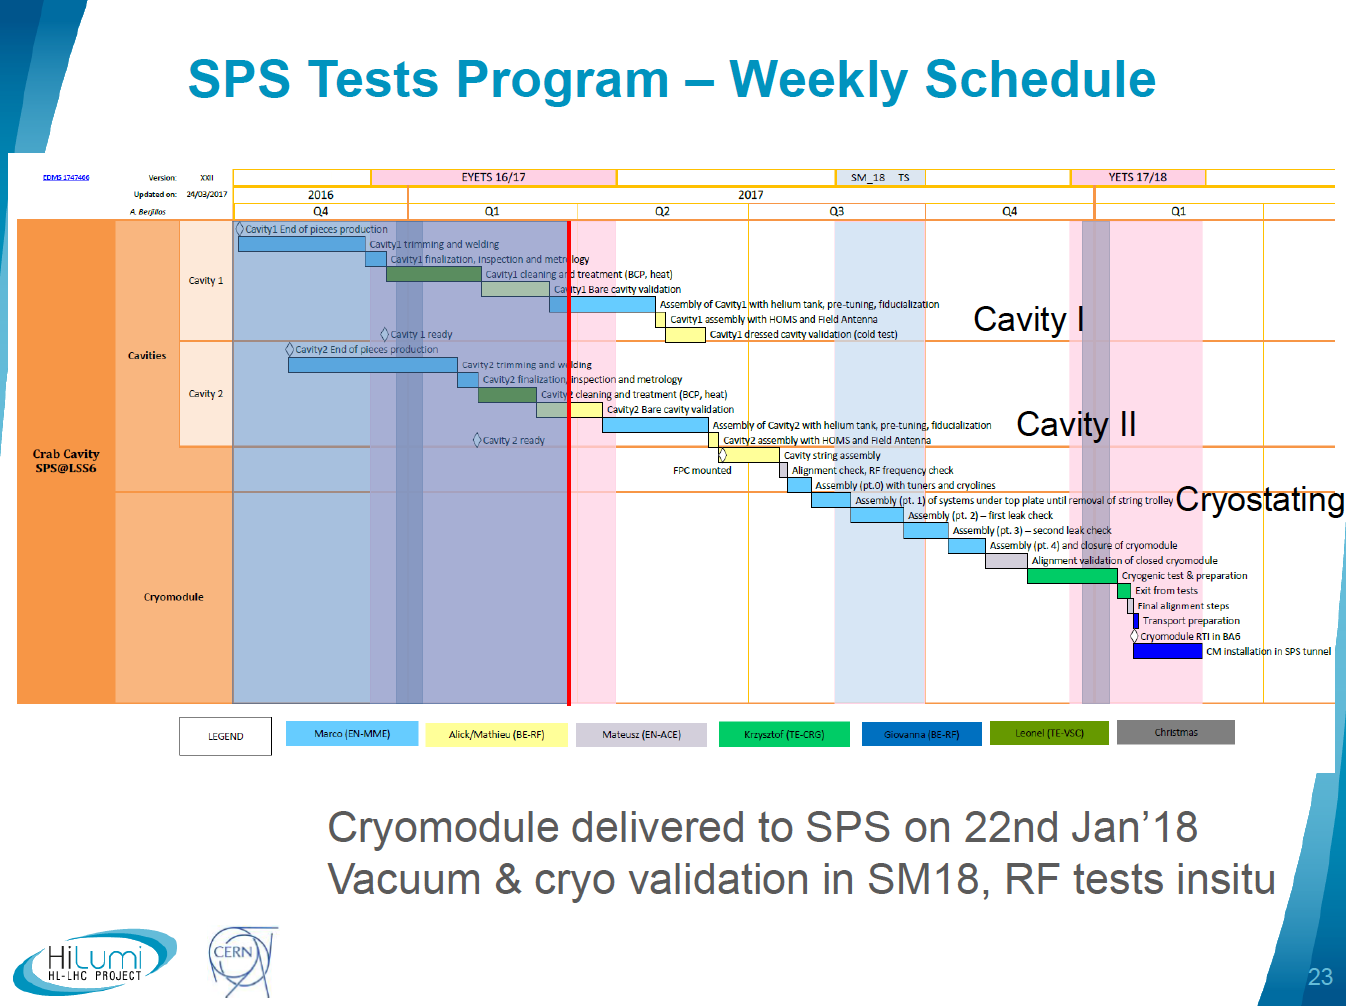 SPS Tests Program – Weekly Schedule
EDMS 1747466 Version: XXII EYETS 16/17 SM_18 TS YETS 17/18
Updated on: 24/03/2017 2016 2017
A. Berjillos Q4 Q1 Q2 Q3 Q4 Q1
Cavity1 End of pieces production
Cavity1 trimming and welding
Cavity1 finalization, inspection and metrology
Cavity1 cleaning and treatment (BCP, heat)
Cavity 1
Cavity1 Bare cavity validation
Assembly of Cavity1 with helium tank, pre-tuning, fiducialization
Cavity1 assembly with HOMS and Field Antenna
Cavity I
Cavity 1 ready
Cavity1 dressed cavity validation (cold test)
Cavity2 End of pieces production
Cavities
Cavity2 trimming and welding
Cavity2 finalization, inspection and metrology
Cavity 2
Cavity2 cleaning and treatment (BCP, heat)
Cavity2 Bare cavity validation
Assembly of Cavity2 with helium tank, pre-tuning, fiducialization
Cavity II
Cavity 2 ready
Cavity2 assembly with HOMS and Field Antenna
Crab Cavity
SPS@LSS6
Cavity string assembly
FPC mounted
Alignment check, RF frequency check
Assembly (pt.0) with tuners and cryolines
Assembly (pt. 1) of systems under top plate until removal of string trolley
Cryostating
Assembly (pt. 2) – first leak check
Assembly (pt. 3) – second leak check
Assembly (pt. 4) and closure of cryomodule
Alignment validation of closed cryomodule
Cryogenic test & preparation
Exit from tests
Cryomodule
Final alignment steps
Transport preparation
Cryomodule RTI in BA6
CM installation in SPS tunnel
LEGEND Marco (EN-MME) Alick/Mathieu (BE-RF) Mateusz (EN-ACE) Krzysztof (TE-CRG) Giovanna (BE-RF) Leonel (TE-VSC) Christmas
Cryomodule delivered to SPS on 22nd Jan’18
Vacuum & cryo validation in SM18, RF tests insitu
HiLumi
HL-LHC PROJECT
CERN
23